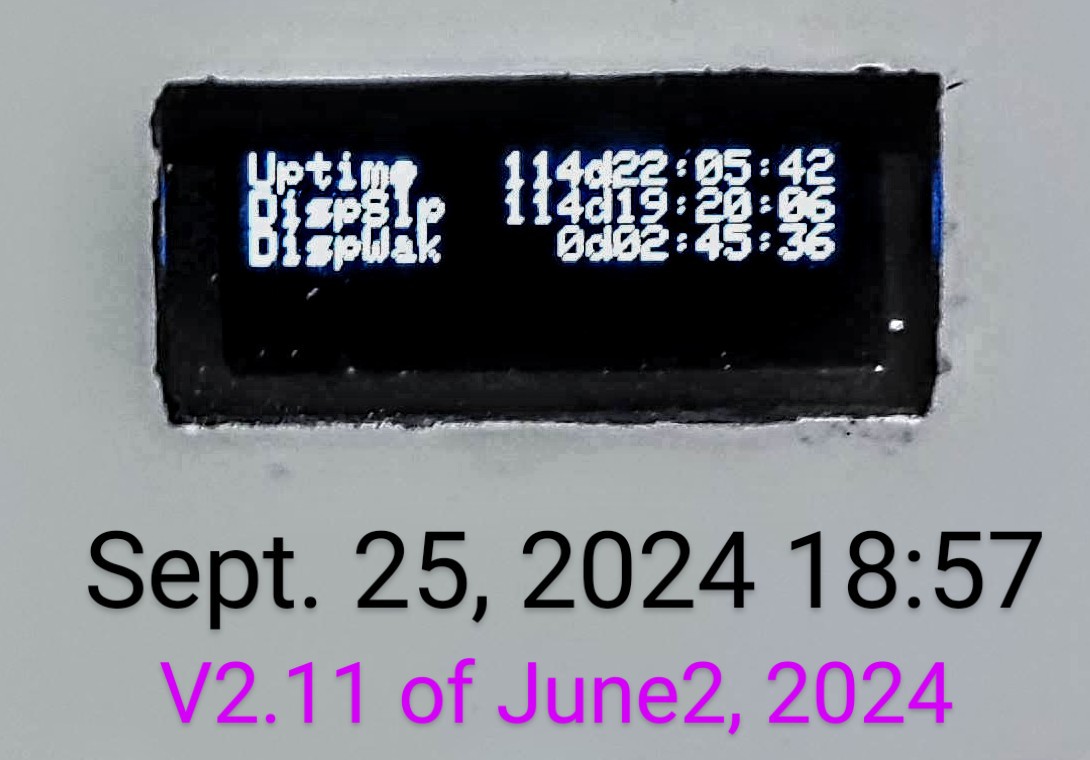 Uptime 114d22:05:42
DispSlp 114d19:20:06
DispWak 0d02:45:36
Sept. 25, 2024 18:57
V2.11 of June2, 2024